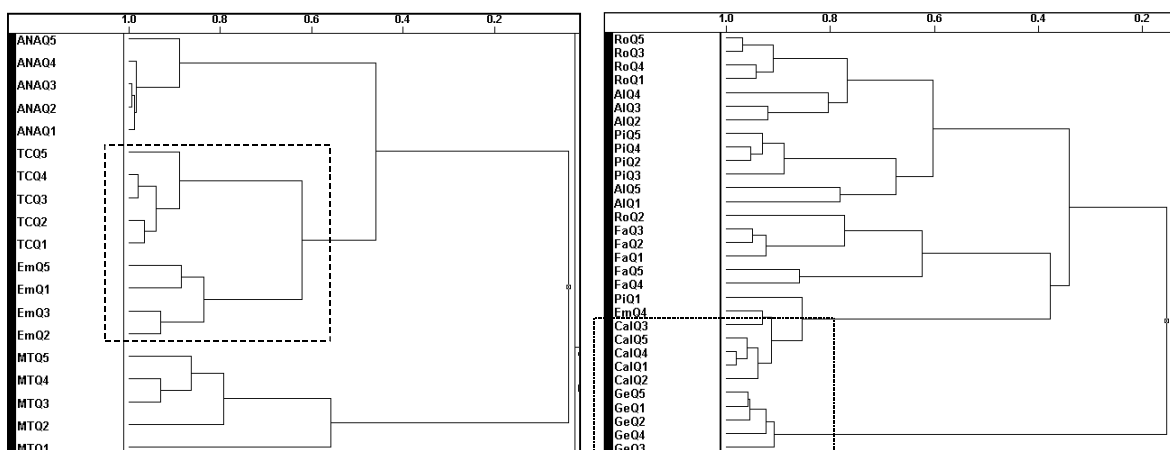 1.0 0.8 0.6 0.4 0.2
ANAQ5
ANAQ4
ANAQ3
ANAQ2
ANAQ1
TCQ5
TCQ4
TCQ3
TCQ2
TCQ1
EmQ5
EmQ1
EmQ3
EmQ2
MTQ5
MTQ4
MTQ3
MTQ2
MTQ1
1.0 0.8 0.6 0.4 0.2
RoQ5
RoQ3
RoQ4
RoQ1
AlQ4
AlQ3
AlQ2
PiQ5
PiQ4
PiQ2
PiQ3
AlQ5
AlQ1
RoQ2
FaQ3
FaQ2
FaQ1
FaQ5
FaQ4
PiQ1
EmQ4
CalQ3
CalQ5
CalQ4
CalQ1
CalQ2
GeQ5
GeQ1
GeQ2
GeQ4
GeQ3